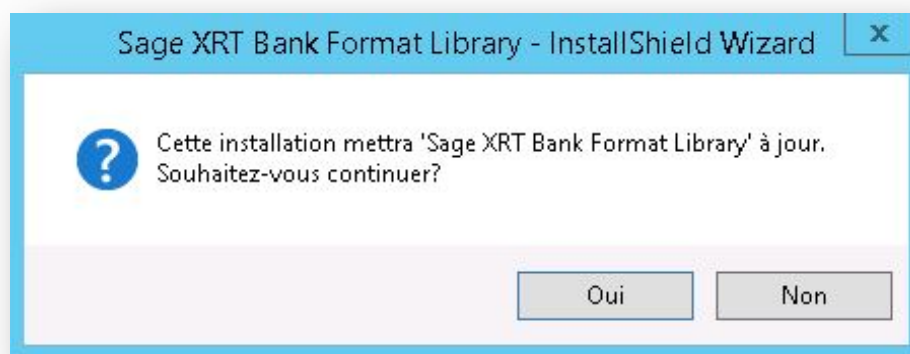 Sage XRT Bank Format Library - InstallShield Wizard
x
Cette installation mettra 'Sage XRT Bank Format Library' à jour.
Souhaitez-vous continuer?
Oui
Non